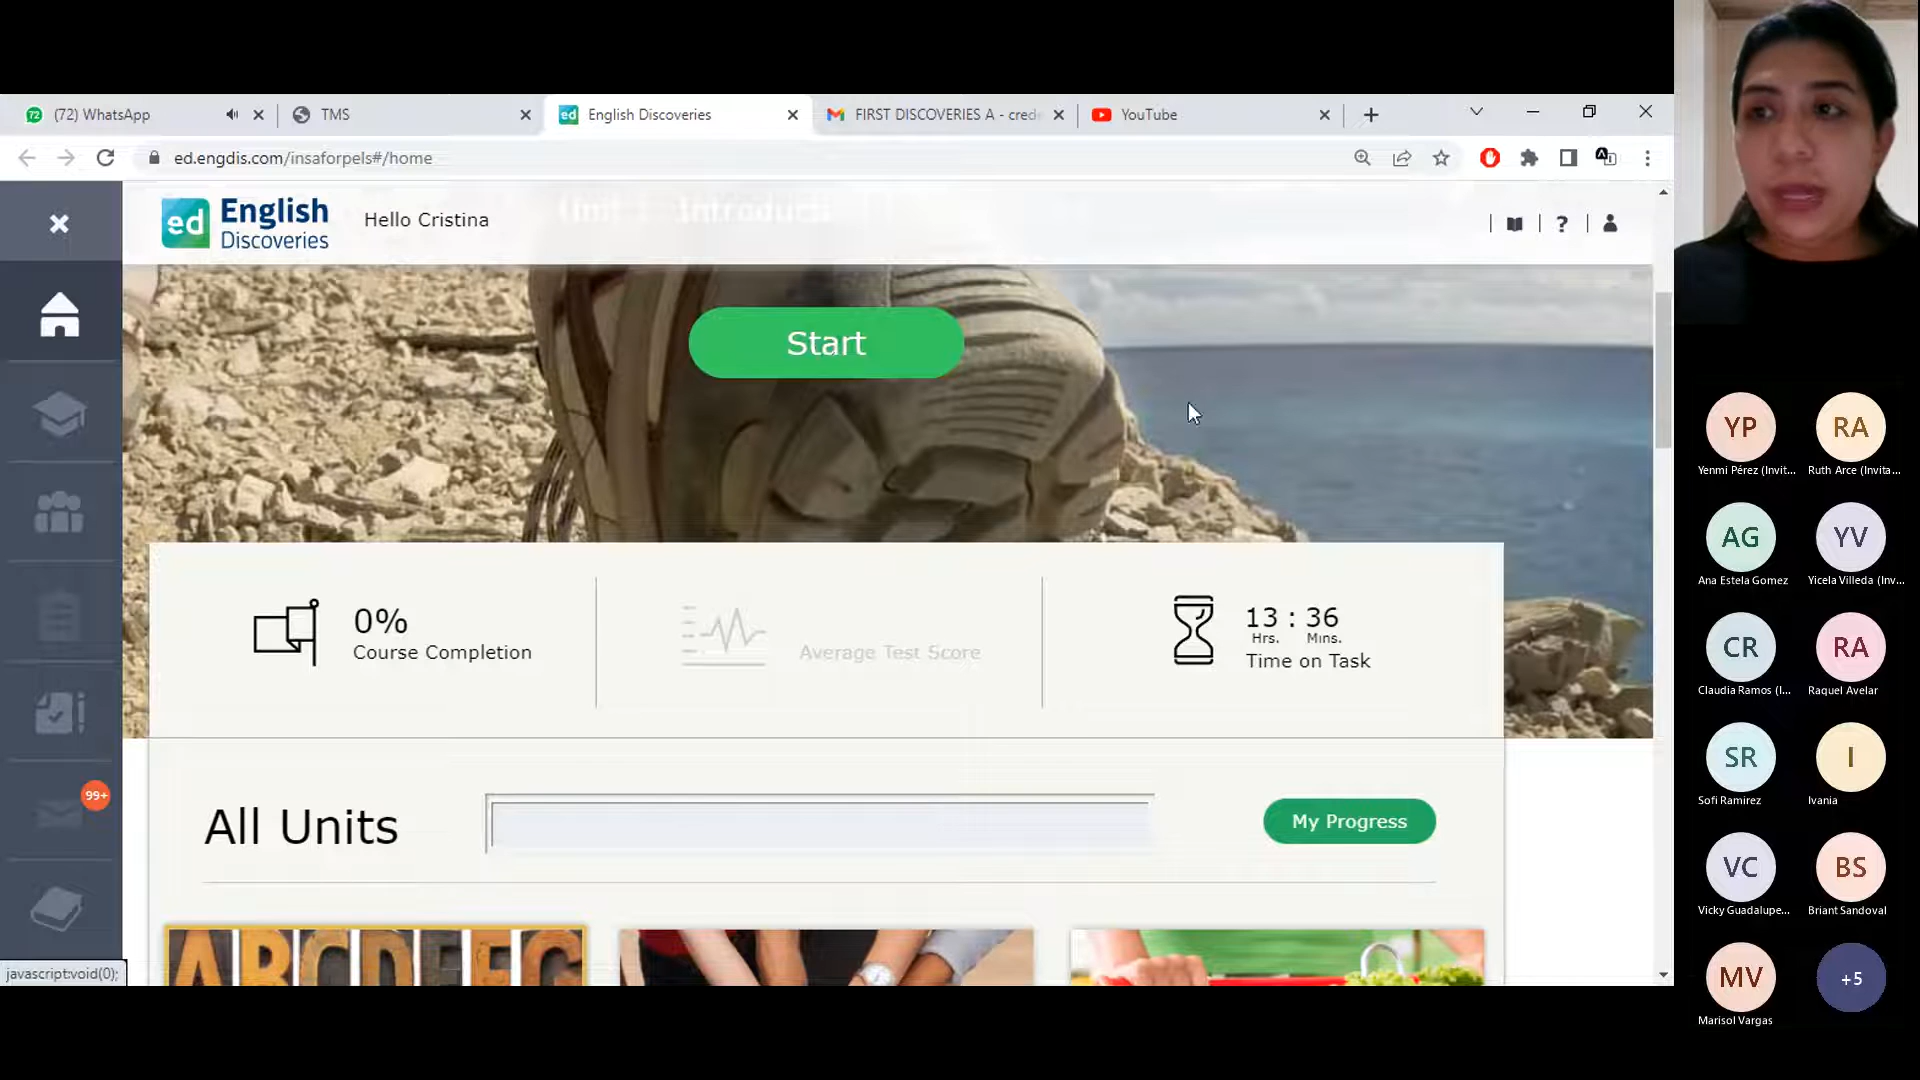 (72) WhatsApp
TMS
English Discoveries
FIRST DISCOVERIES A - crede
YouTube
ed.engdis.com/insaforpels#/home
ed English Discoveries
Hello Cristina
Start
0%
Course Completion
Average Test Score
13 : 36
Hrs. Mins.
Time on Task
All Units
My Progress
99+
ABCDEFG
javascript:void(0);
YP
Yenmi Pérez (Invit...
RA
Ruth Arce (Invita...
AG
Ana Estela Gomez
YV
Yicela Villeda (Inv...
CR
Claudia Ramos (I...
RA
Raquel Avelar
SR
Sofi Ramirez
I
Ivania
VC
Vicky Guadalupe...
BS
Briant Sandoval
MV
Marisol Vargas
+5